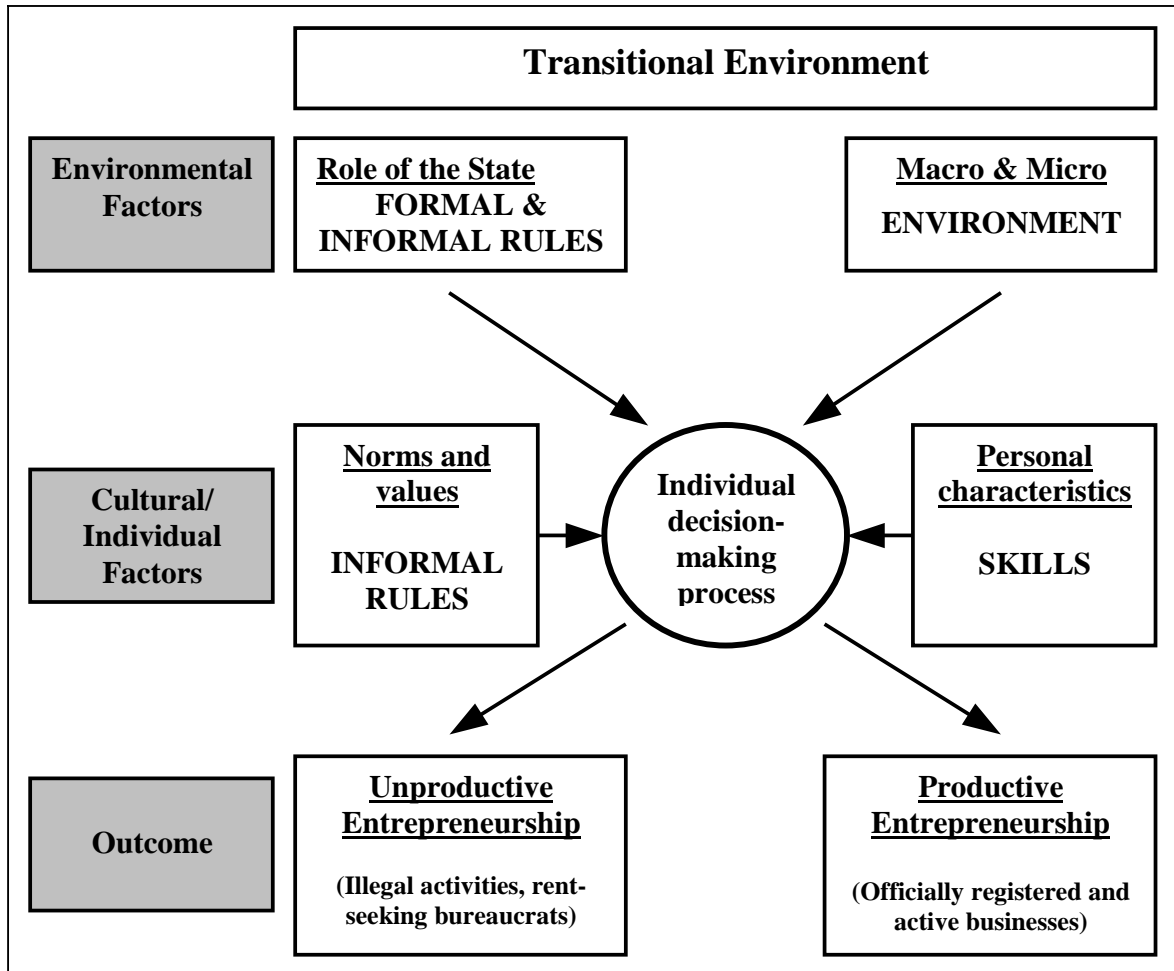 Transitional Environment
Environmental
Factors
Role of the State
FORMAL &
INFORMAL RULES
Macro & Micro
ENVIRONMENT
Cultural/
Individual
Factors
Norms and
values
INFORMAL
RULES
Individual
decision-
making
process
Personal
characteristics
SKILLS
Outcome
Unproductive
Entrepreneurship
(Illegal activities, rent-
seeking bureaucrats)
Productive
Entrepreneurship
(Officially registered and
active businesses)